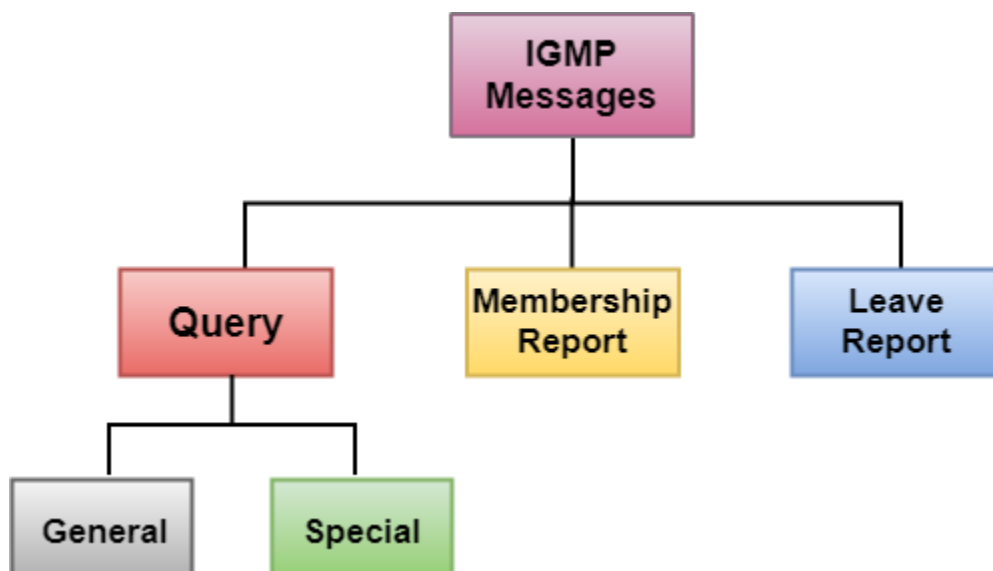 IGMP
Messages
Query
Membership
Report
Leave
Report
General
Special